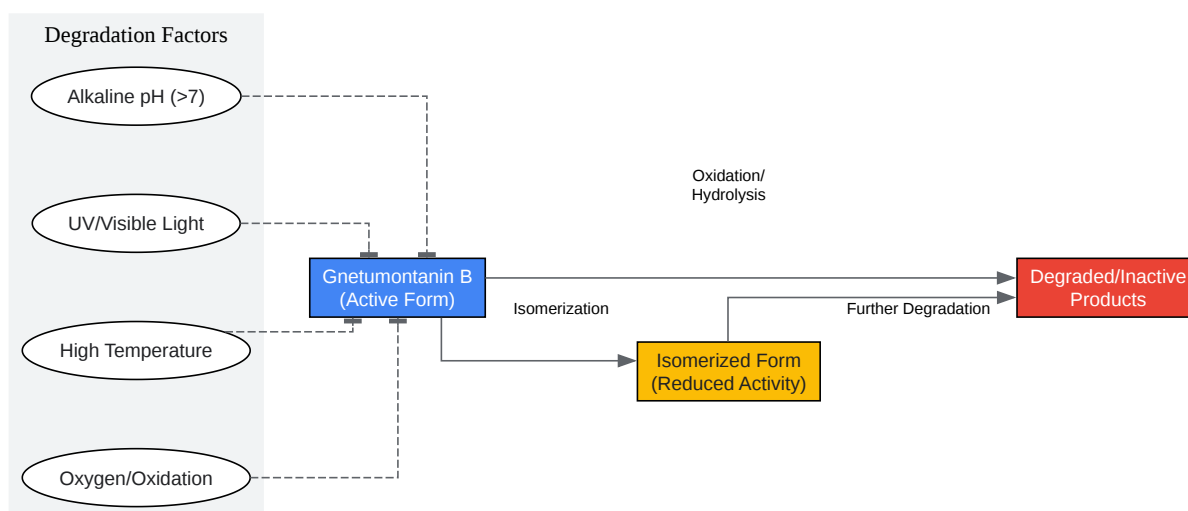 Degradation Factors
Alkaline pH (>7)
UV/Visible Light
High Temperature
Oxygen/Oxidation
Gnetumontanin B
(Active Form)
Oxidation/
Hydrolysis
Isomerization
Isomerized Form
(Reduced Activity)
Further Degradation
Degraded/Inactive
Products